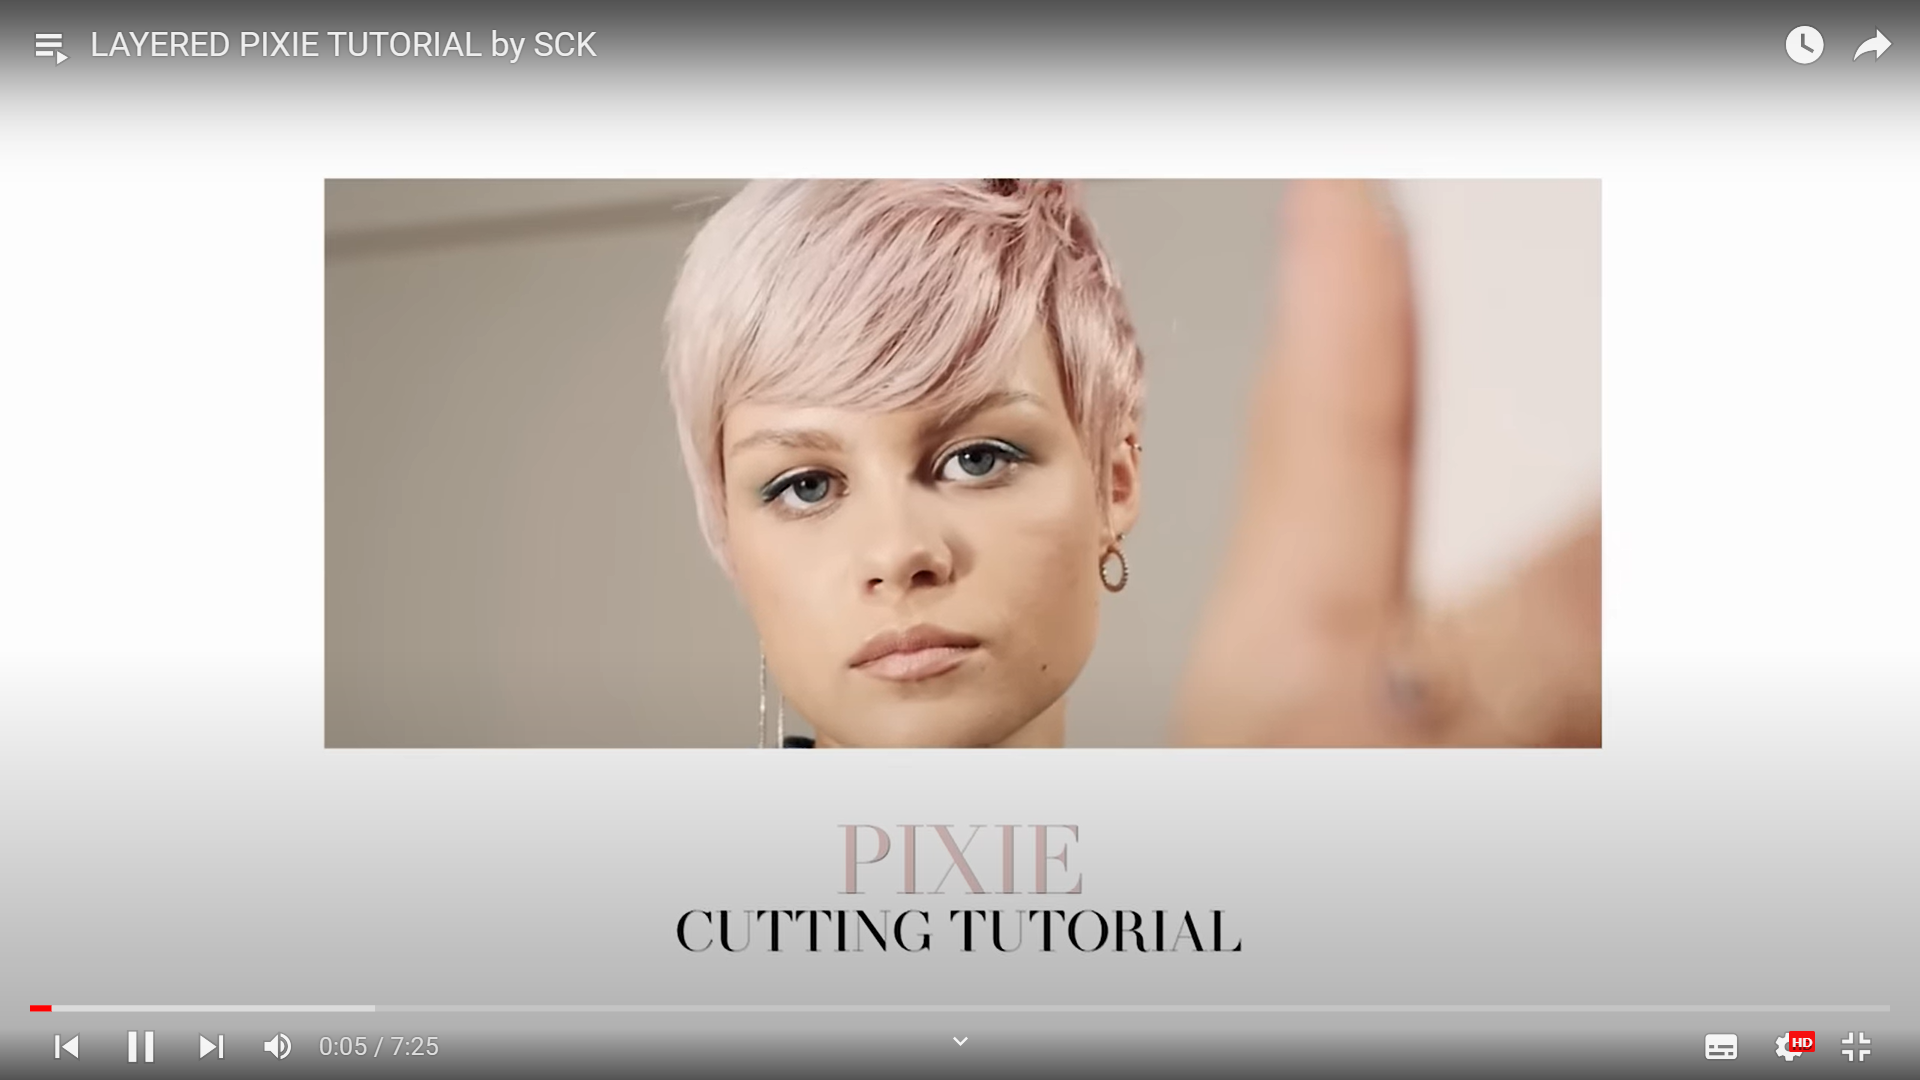 LAYERED PIXIE TUTORIAL by SCK
PIXIE
CUTTING TUTORIAL
0:05 / 7:25
HD